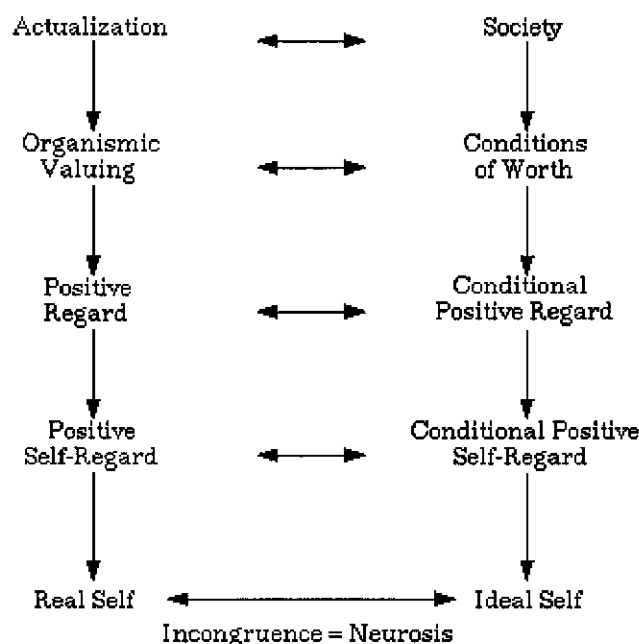 Actualization
Society
Organismic
Valuing
Conditions
of Worth
Positive
Regard
Conditional
Positive Regard
Positive
Self-Regard
Conditional Positive
Self-Regard
Real Self
Ideal Self
Incongruence = Neurosis